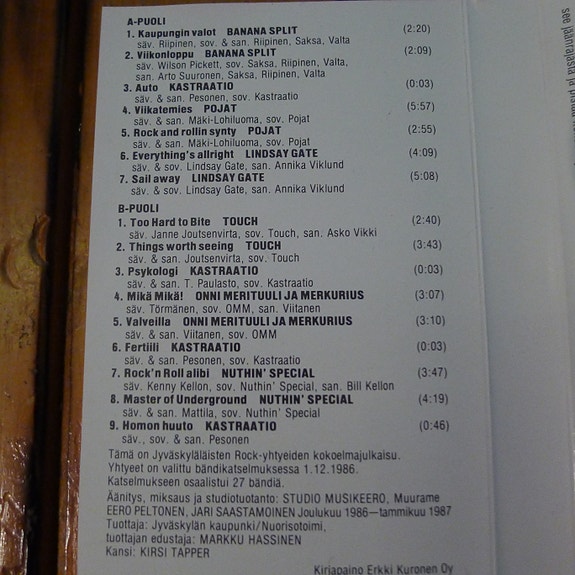 A-PUOLI
1. Kaupungin valot BANANA SPLIT (2:20)
säv. Riipinen, sov. & san. Riipinen, Saksa, Valta
2. Viikonloppu BANANA SPLIT (2:09)
säv. Wilson Pickett, sov. Saksa, Riipinen, Valta,
san. Arto Suuronen, Saksa, Riipinen, Valta
3. Auto KASTRAATIO (0:03)
säv. & san. Pesonen, sov. Kastraatio
4. Viikatemies POJAT (5:57)
säv. & san. Mäki-Lohiluoma, sov. Pojat
5. Rock and rollin synty POJAT (2:55)
säv. & san. Mäki-Lohiluoma, sov. Pojat
6. Everything's allright LINDSAY GATE (4:09)
säv. & sov. Lindsay Gate, san. Annika Viklund
7. Sail away LINDSAY GATE (5:08)
säv. & sov. Lindsay Gate, san. Annika Viklund
B-PUOLI
1. Too Hard to Bite TOUCH (2:40)
säv. Janne Joutsenvirta, sov. Touch, san. Asko Vikki
2. Things worth seeing TOUCH (3:43)
säv. & san. Joutsenvirta, sov. Touch
3. Psykologi KASTRAATIO (0:03)
säv. & san. T. Paulasto, sov. Kastraatio
4. Mikä Mikä! ONNI MERITUULI JA MERKURIUS (3:07)
säv. Törmänen, sov. OMM, san. Viitanen
5. Valveilla ONNI MERITUULI JA MERKURIUS (3:10)
säv. & san. Viitanen, sov. OMM
6. Fertiili KASTRAATIO (0:03)
säv. & san. Pesonen, sov. Kastraatio
7. Rock'n Roll alibi NUTHIN' SPECIAL (3:47)
säv. Kenny Kellon, sov. Nuthin' Special, san. Bill Kellon
8. Master of Underground NUTHIN' SPECIAL (4:19)
säv. & san. Mattila, sov. Nuthin' Special
9. Homon huuto KASTRAATIO (0:46)
säv., sov. & san. Pesonen
Tämä on Jyväskyläläisten Rock-yhtyeiden kokoelmajulkaisu.
Yhtyeet on valittu bändikatselmuksessa 1.12.1986.
Katselmukseen osaalistui 27 bändiä.
Äänitys, miksaus ja studiotuotanto: STUDIO MUSIKEERO, Muurame
EERO PELTONEN, JARI SAASTAMOINEN Joulukuu 1986—tammikuu 1987
Tuottaja: Jyväskylän kaupunki/Nuorisotoimi,
tuottajan edustaja: MARKKU HASSINEN
Kansi: KIRSI TAPPER
Kirjapaino Erkki Kuronen Oy
see jäänrajasta ja